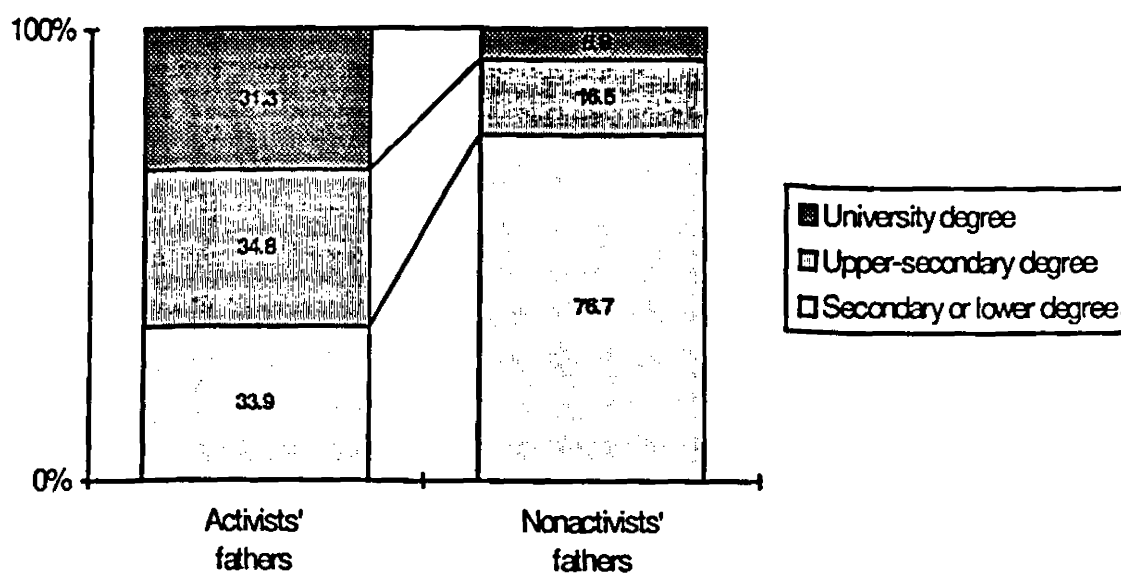 100%
31.3
16.5
34.8
76.7
33.9
0%
University degree
Upper-secondary degree
Secondary or lower degree
Activists'
fathers
Nonactivists'
fathers